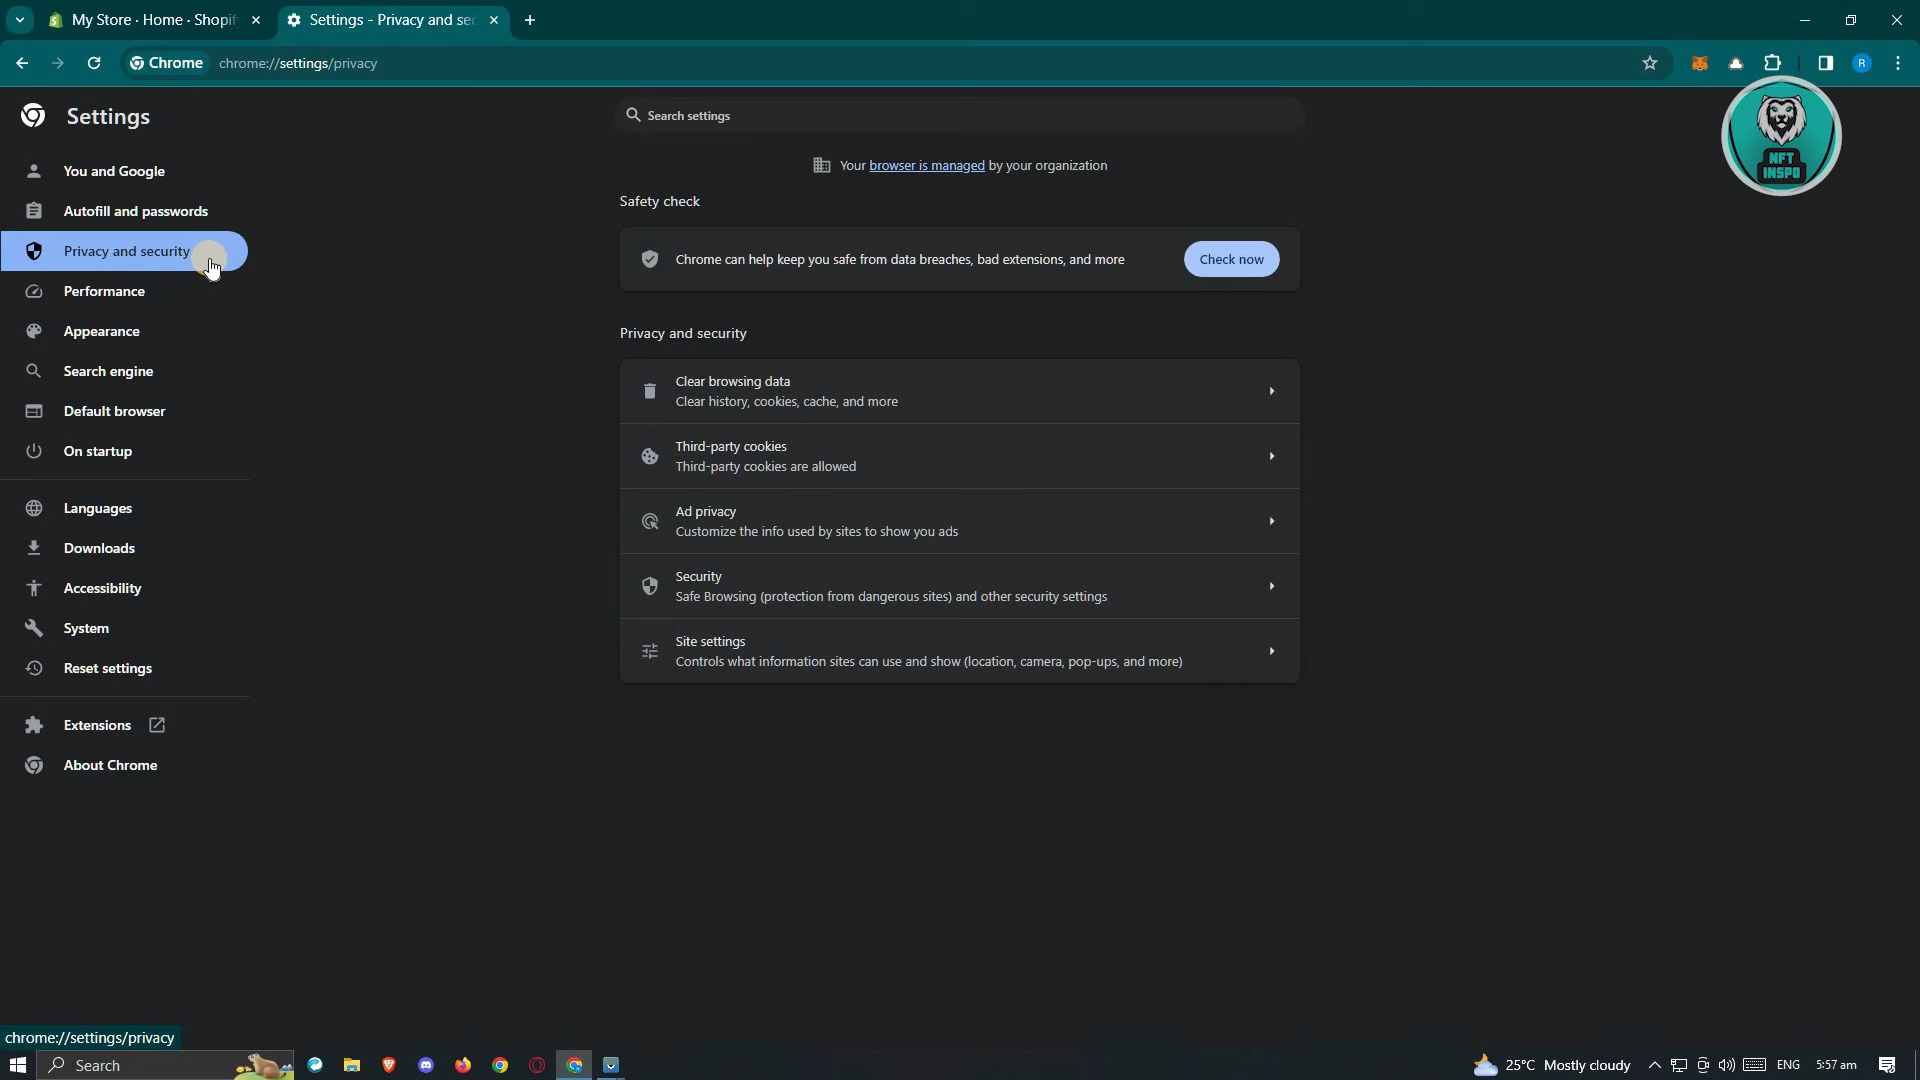 My Store · Home · Shopif
Settings - Privacy and sec
Chrome
chrome://settings/privacy
R
Settings
Search settings
NFT
INSPO
Your browser is managed by your organization
You and Google
Autofill and passwords
Privacy and security
Performance
Appearance
Search engine
Default browser
On startup
Languages
Downloads
Accessibility
System
Reset settings
Extensions
About Chrome
Safety check
Chrome can help keep you safe from data breaches, bad extensions, and more
Check now
Privacy and security
Clear browsing data
Clear history, cookies, cache, and more
Third-party cookies
Third-party cookies are allowed
Ad privacy
Customize the info used by sites to show you ads
Security
Safe Browsing (protection from dangerous sites) and other security settings
Site settings
Controls what information sites can use and show (location, camera, pop-ups, and more)
chrome://settings/privacy
Search
25°C Mostly cloudy
ENG
5:57 am